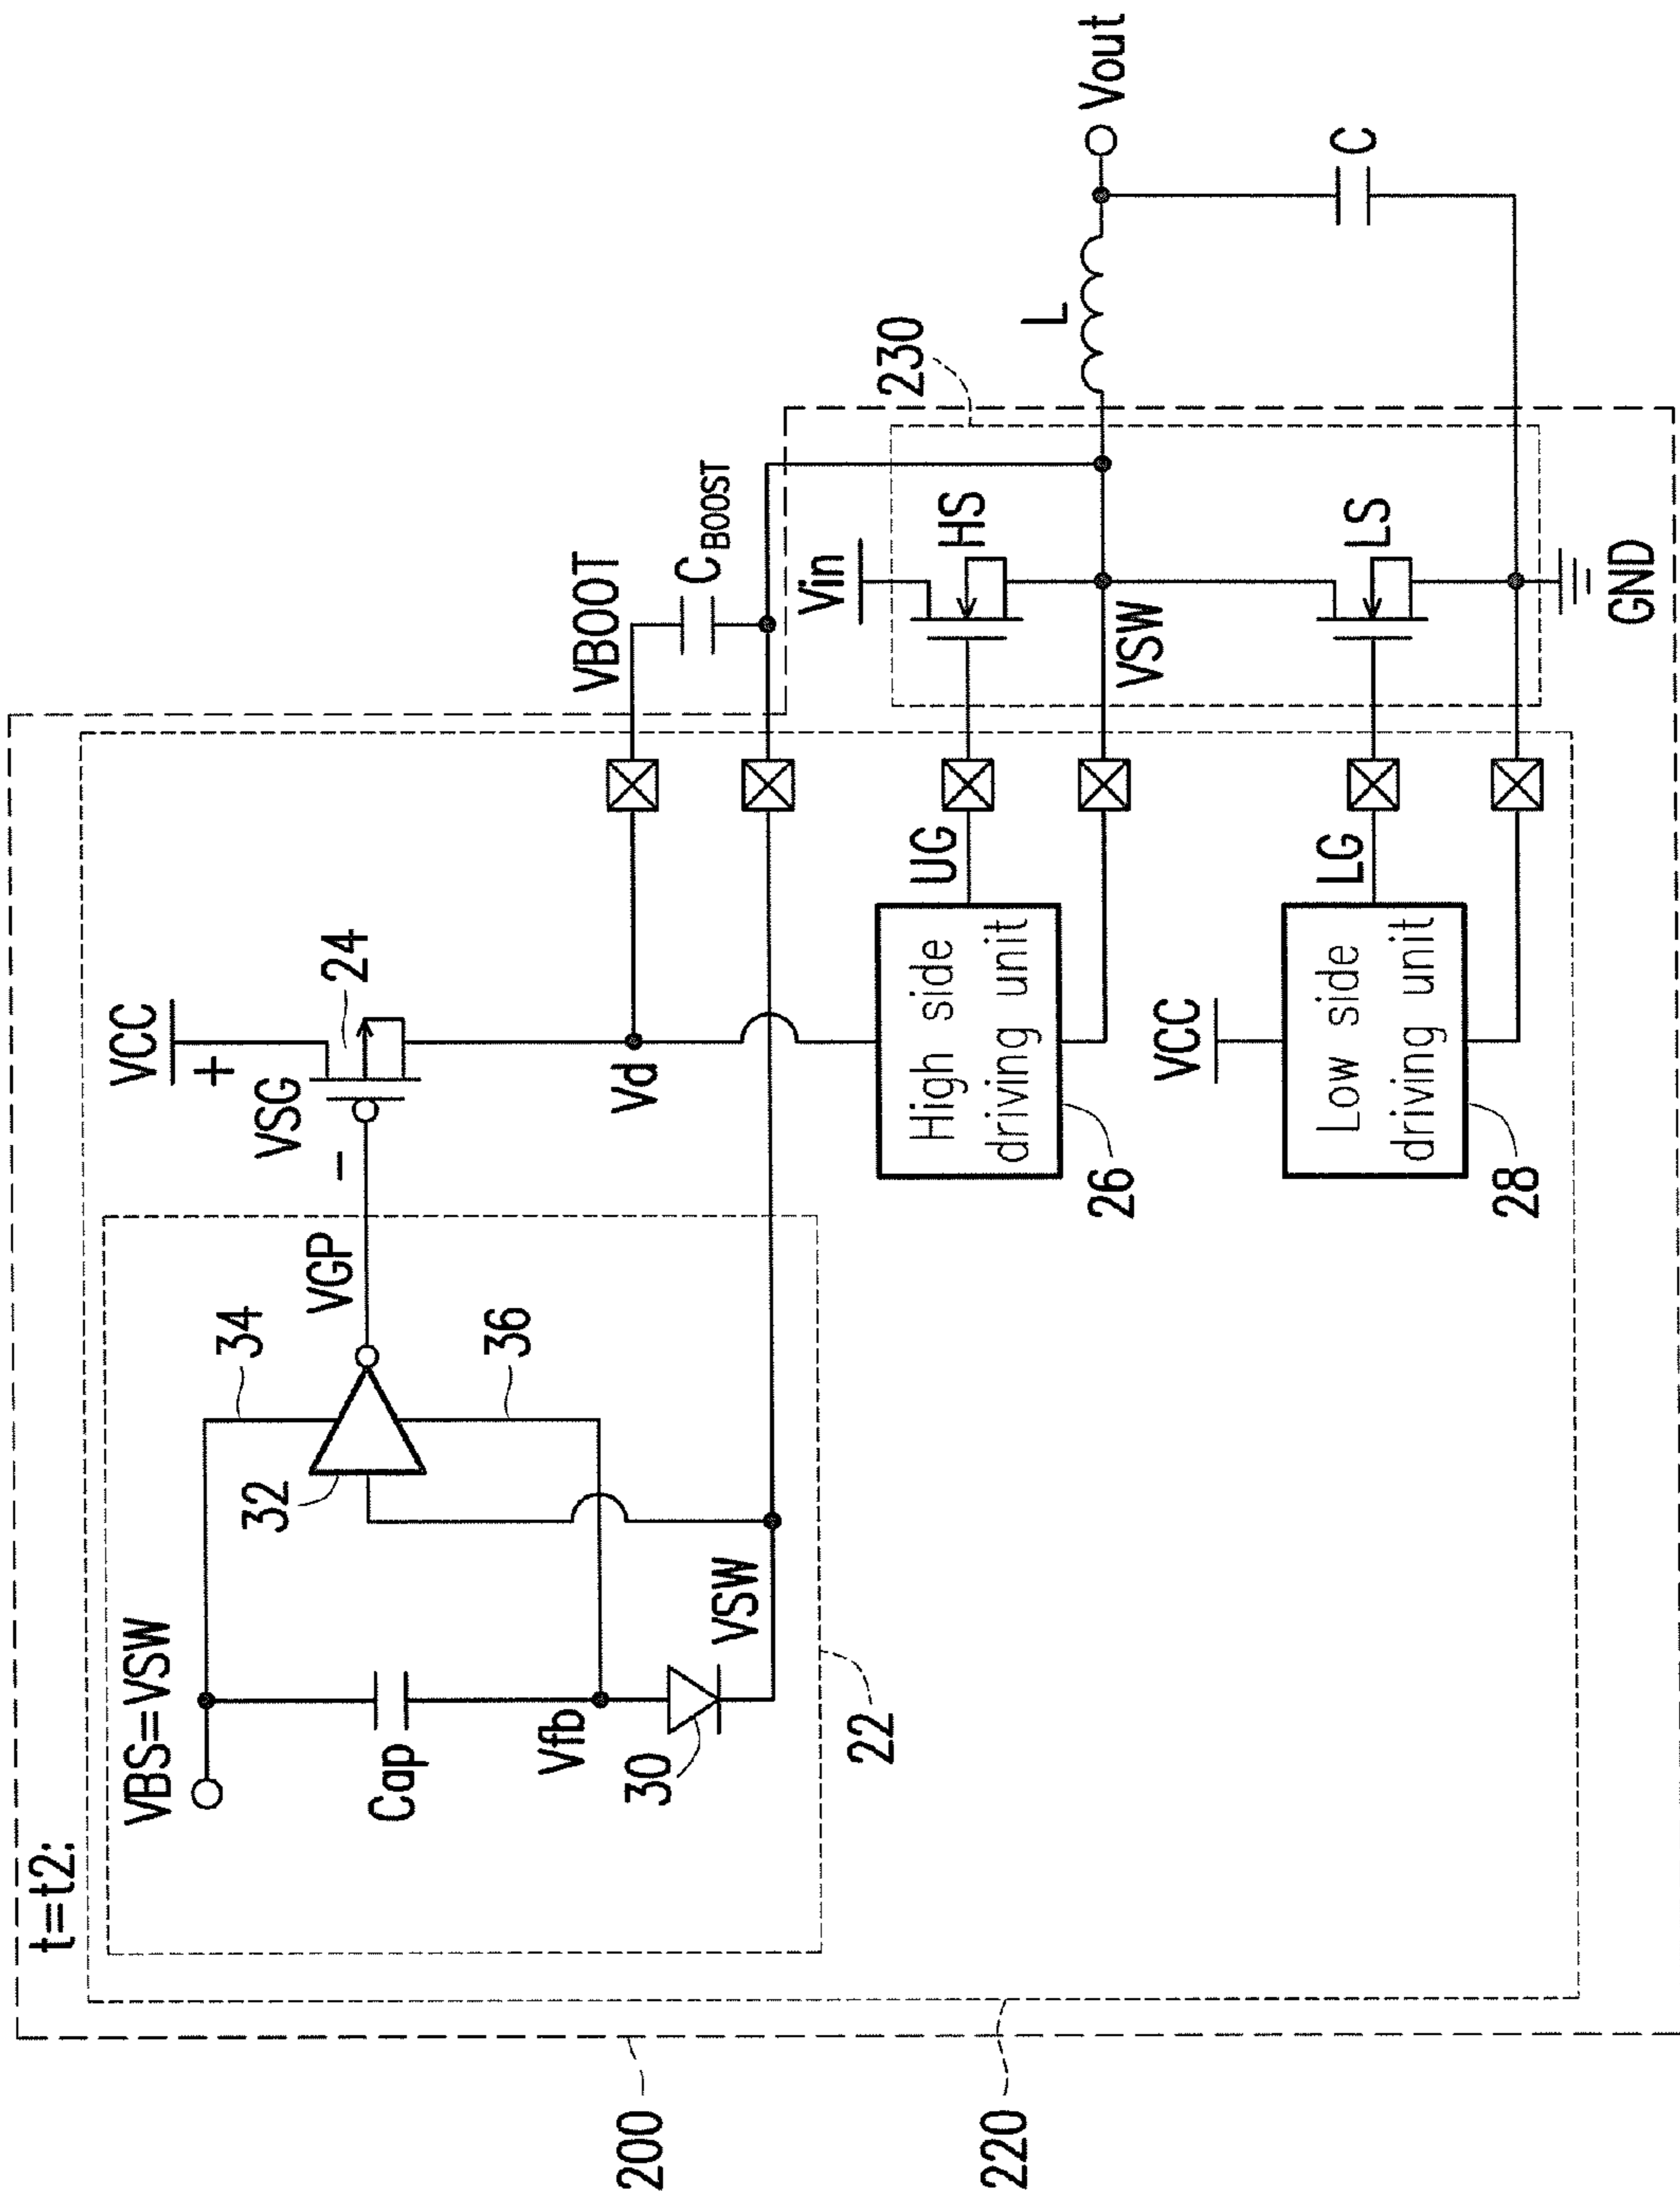 t=t2:
VBS=VSW
Cap
Vfb
30
VSW
22
32
34
36
VGP
VCC
+
VSG
−
24
Vd
VBOOT
CBOOST
High side
driving unit
26
UG
VCC
Low side
driving unit
28
LG
Vin
HS
VSW
LS
GND
230
L
Vout
C
200
220